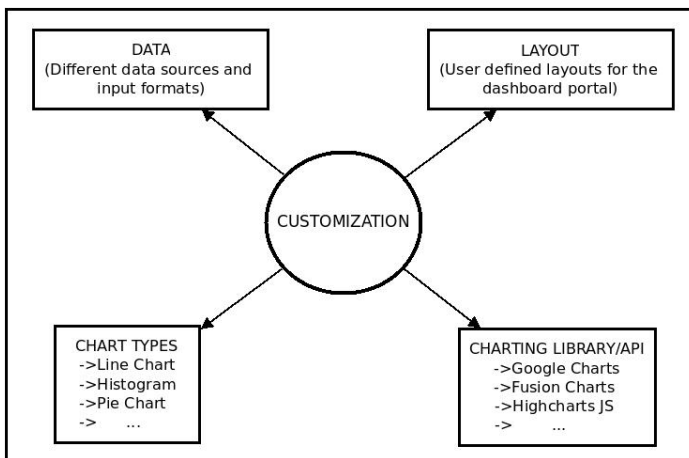 DATA
(Different data sources and
input formats)
LAYOUT
(User defined layouts for the
dashboard portal)
CUSTOMIZATION
CHART TYPES
->Line Chart
->Histogram
->Pie Chart
-> ...
CHARTING LIBRARY/API
->Google Charts
->Fusion Charts
->Highcharts JS
-> ...